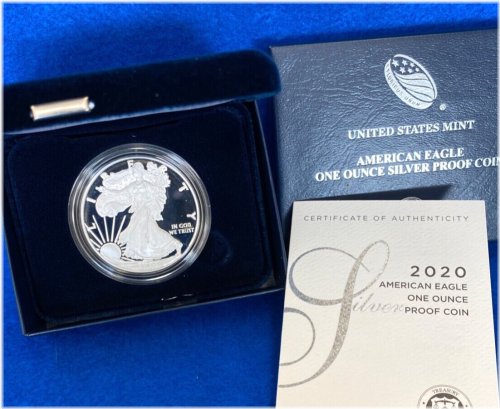 LIBERTY
IN GOD
WE TRUST
UNITED STATES MINT
AMERICAN EAGLE
ONE OUNCE SILVER PROOF COIN
CERTIFICATE OF AUTHENTICITY
Silver
2020
AMERICAN EAGLE
ONE OUNCE
PROOF COIN
TREASURY